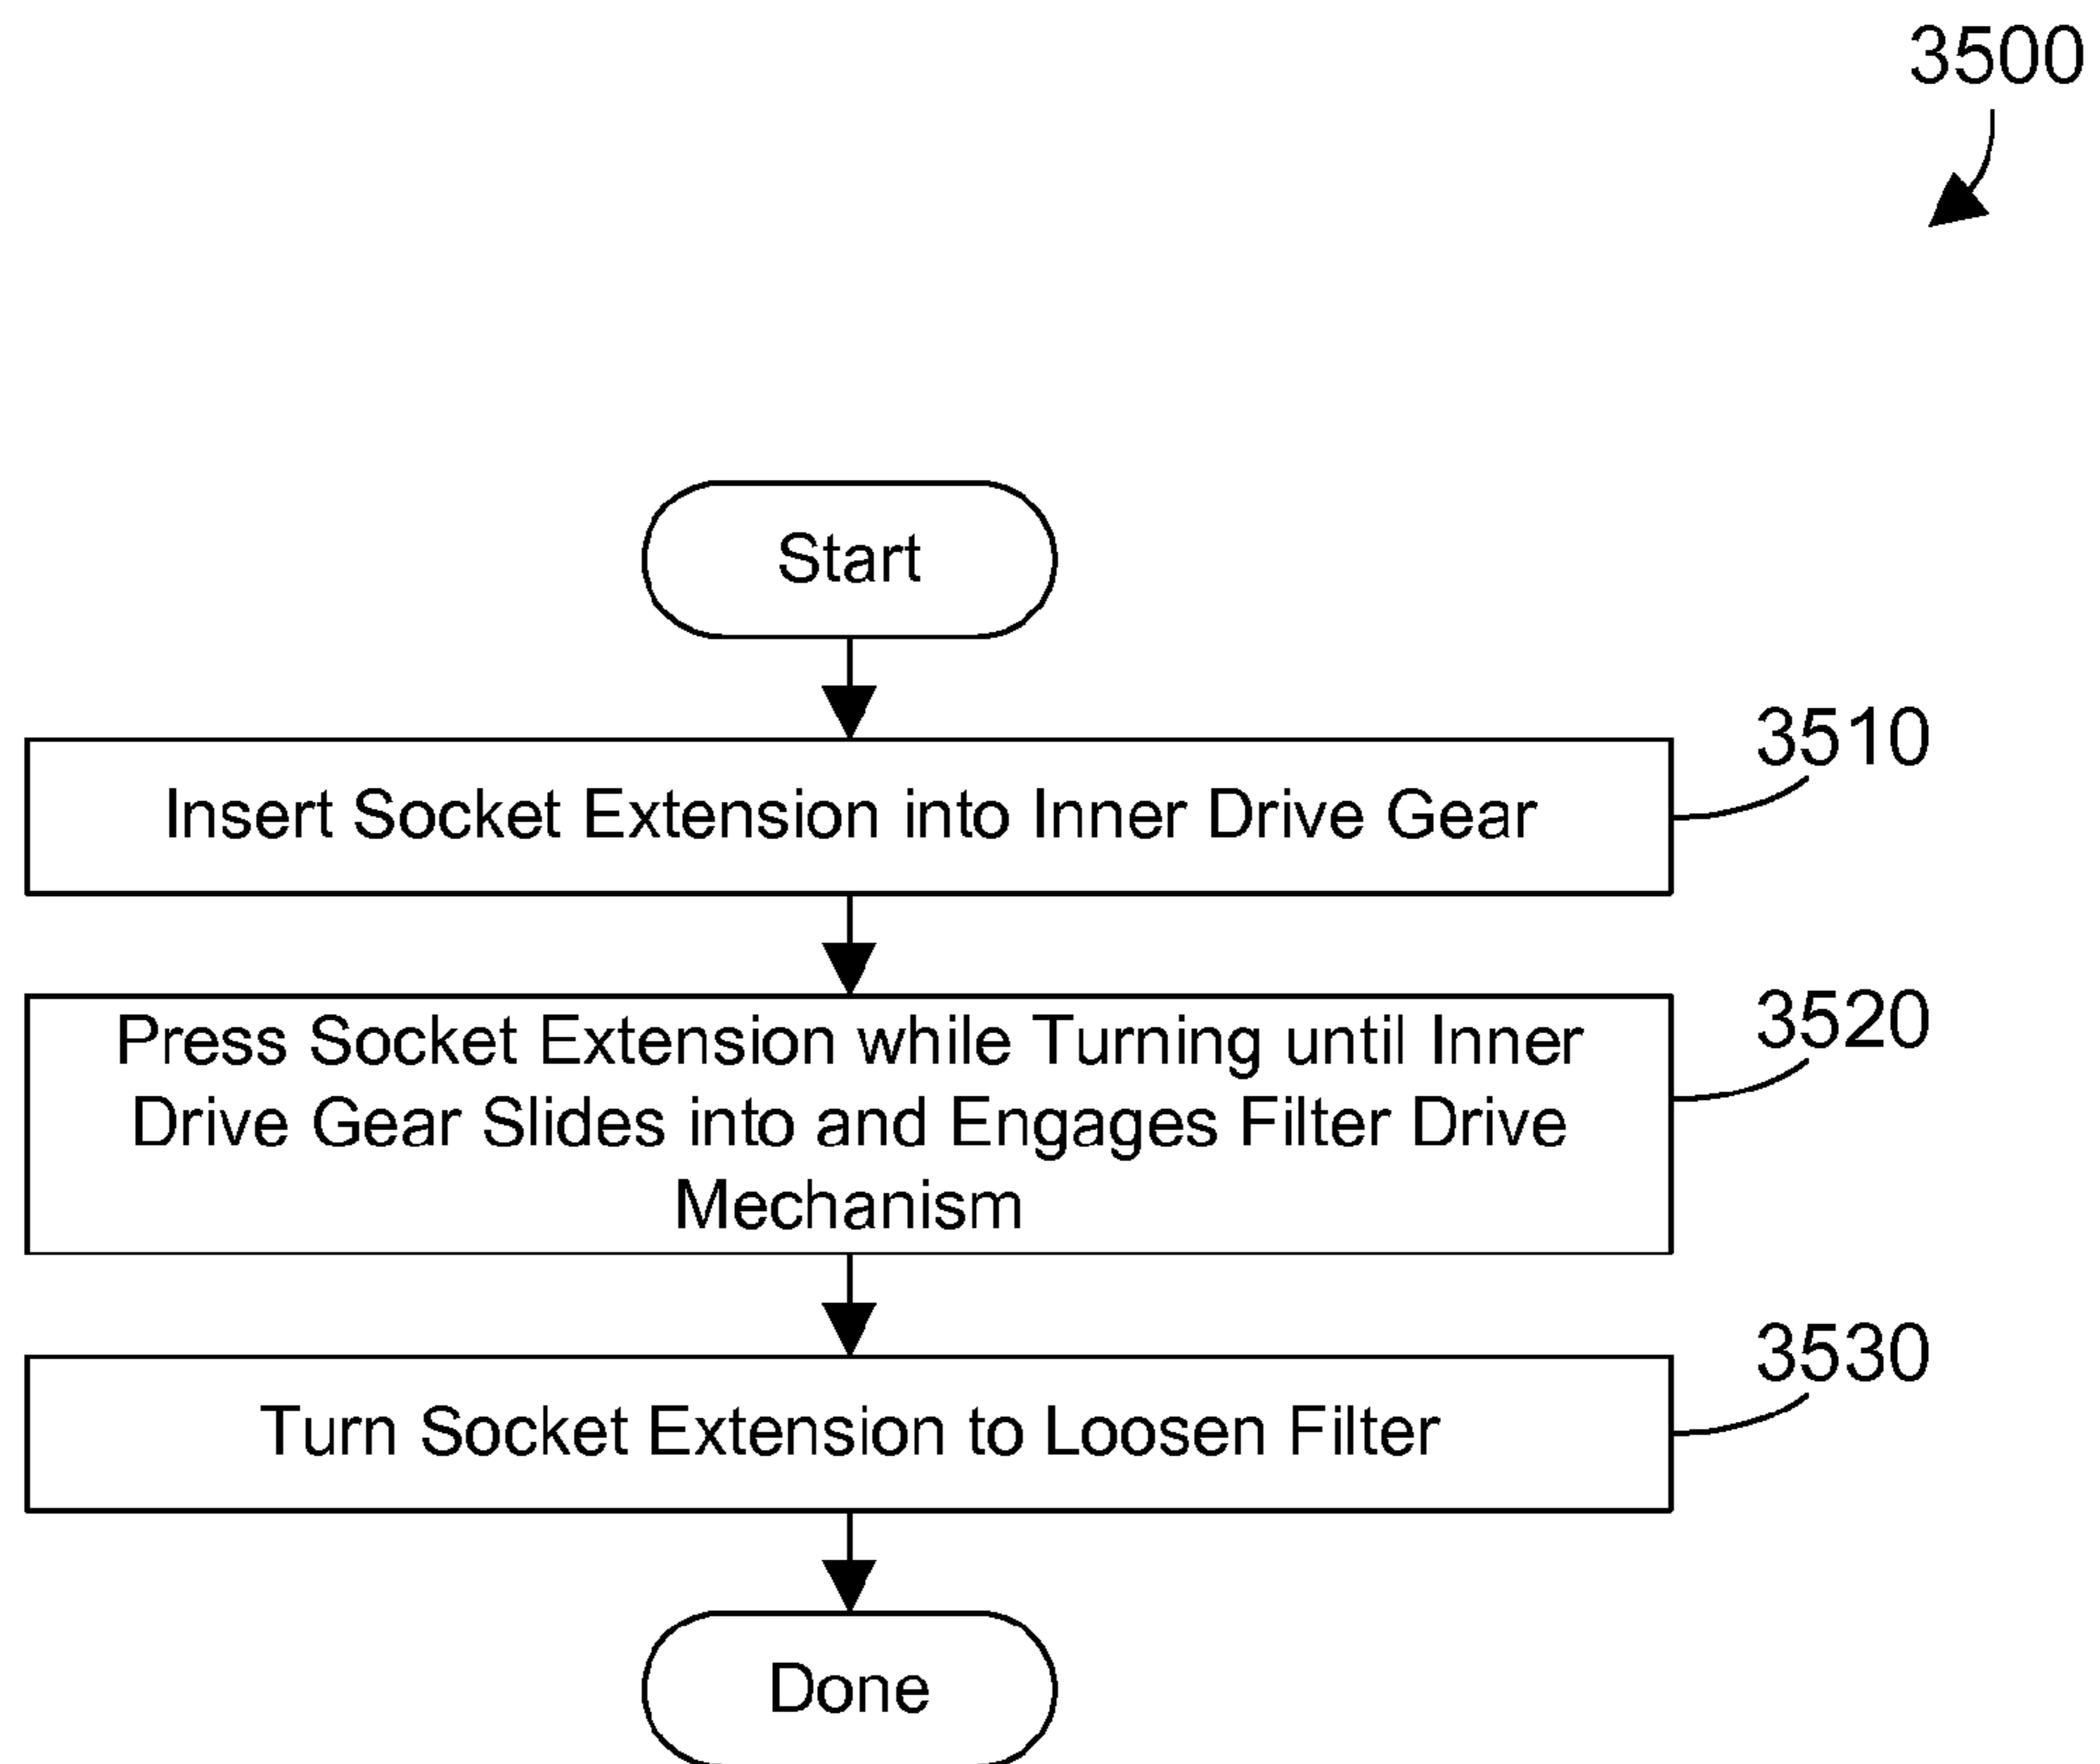 3500
Start
3510
Insert Socket Extension into Inner Drive Gear
3520
Press Socket Extension while Turning until Inner
Drive Gear Slides into and Engages Filter Drive
Mechanism
3530
Turn Socket Extension to Loosen Filter
Done